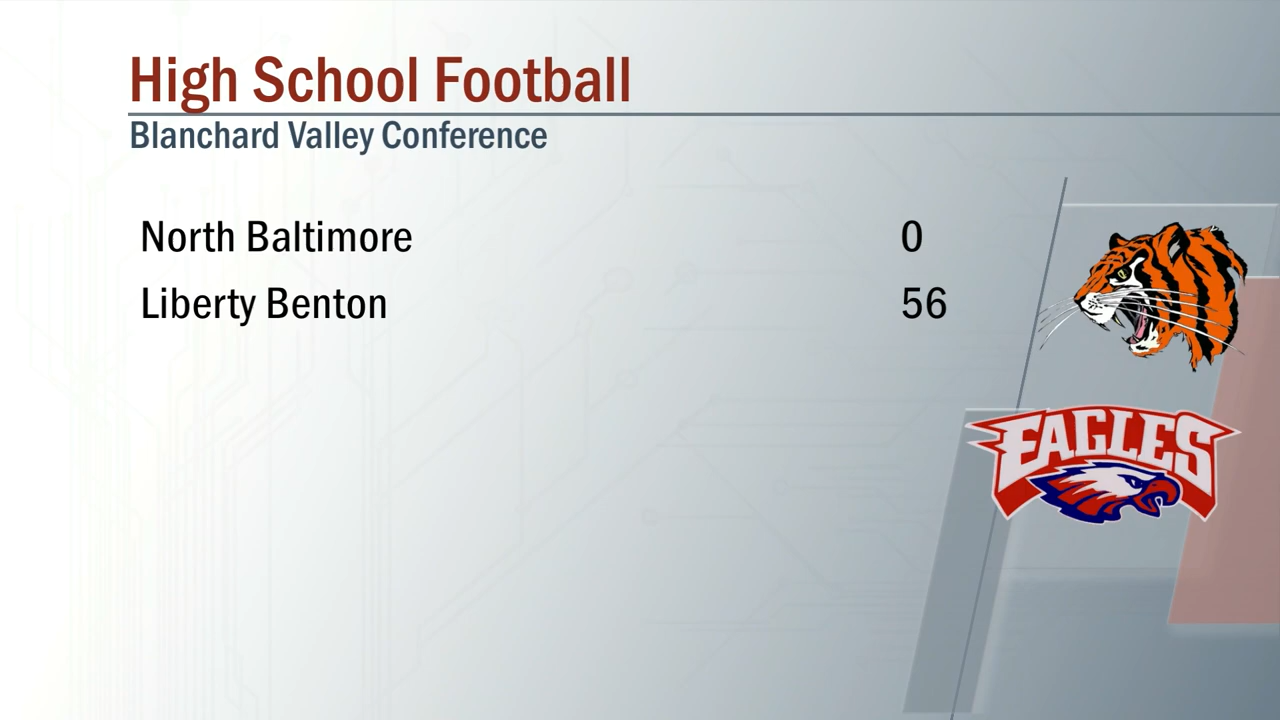 High School Football
Blanchard Valley Conference
North Baltimore 0
Liberty Benton 56
EAGLES